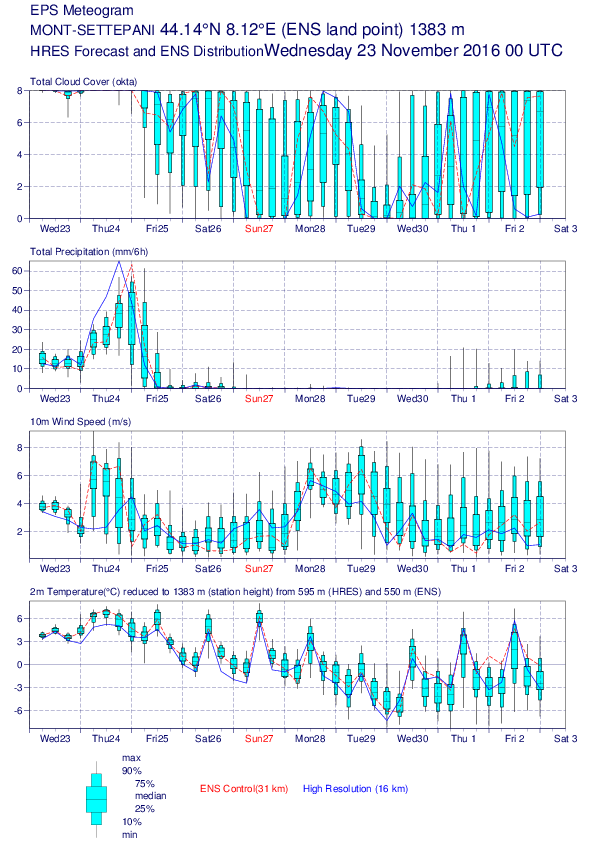 EPS Meteogram
MONT-SETTEPANI 44.14°N 8.12°E (ENS land point) 1383 m
HRES Forecast and ENS Distribution Wednesday 23 November 2016 00 UTC
Total Cloud Cover (okta)
8
6
4
2
0
Wed23 Thu24 Fri25 Sat26 Sun27 Mon28 Tue29 Wed30 Thu 1 Fri 2 Sat 3
Total Precipitation (mm/6h)
60
50
40
30
20
10
0
Wed23 Thu24 Fri25 Sat26 Sun27 Mon28 Tue29 Wed30 Thu 1 Fri 2 Sat 3
10m Wind Speed (m/s)
8
6
4
2
Wed23 Thu24 Fri25 Sat26 Sun27 Mon28 Tue29 Wed30 Thu 1 Fri 2 Sat 3
2m Temperature(°C) reduced to 1383 m (station height) from 595 m (HRES) and 550 m (ENS)
6
3
0
-3
-6
Wed23 Thu24 Fri25 Sat26 Sun27 Mon28 Tue29 Wed30 Thu 1 Fri 2 Sat 3
max
90%
75%
median
25%
10%
min
ENS Control(31 km) High Resolution (16 km)